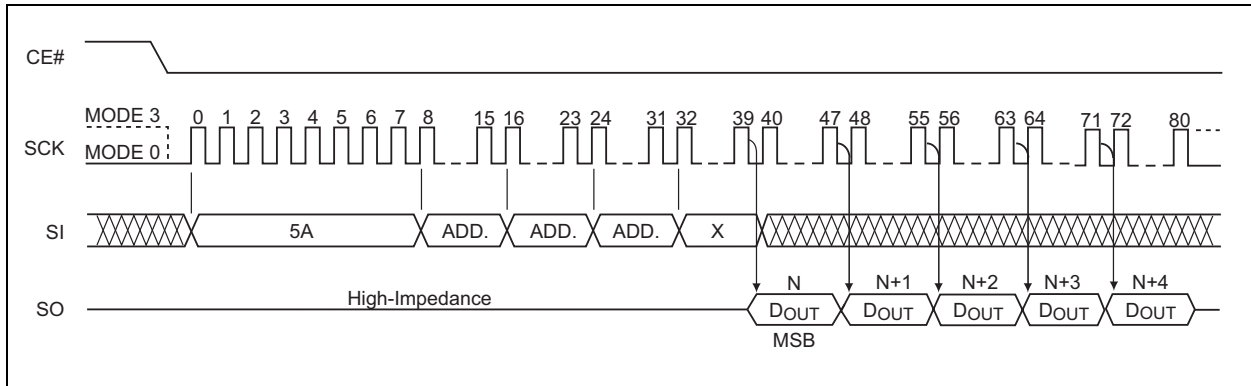 CE#
MODE 3
0 1 2 3 4 5 6 7 8 15 16 23 24 31 32 39 40 47 48 55 56 63 64 71 72 80
SCK
MODE 0
SI 5A ADD. ADD. ADD. X
N N+1 N+2 N+3 N+4
High-Impedance
SO DOUT DOUT DOUT DOUT DOUT
MSB